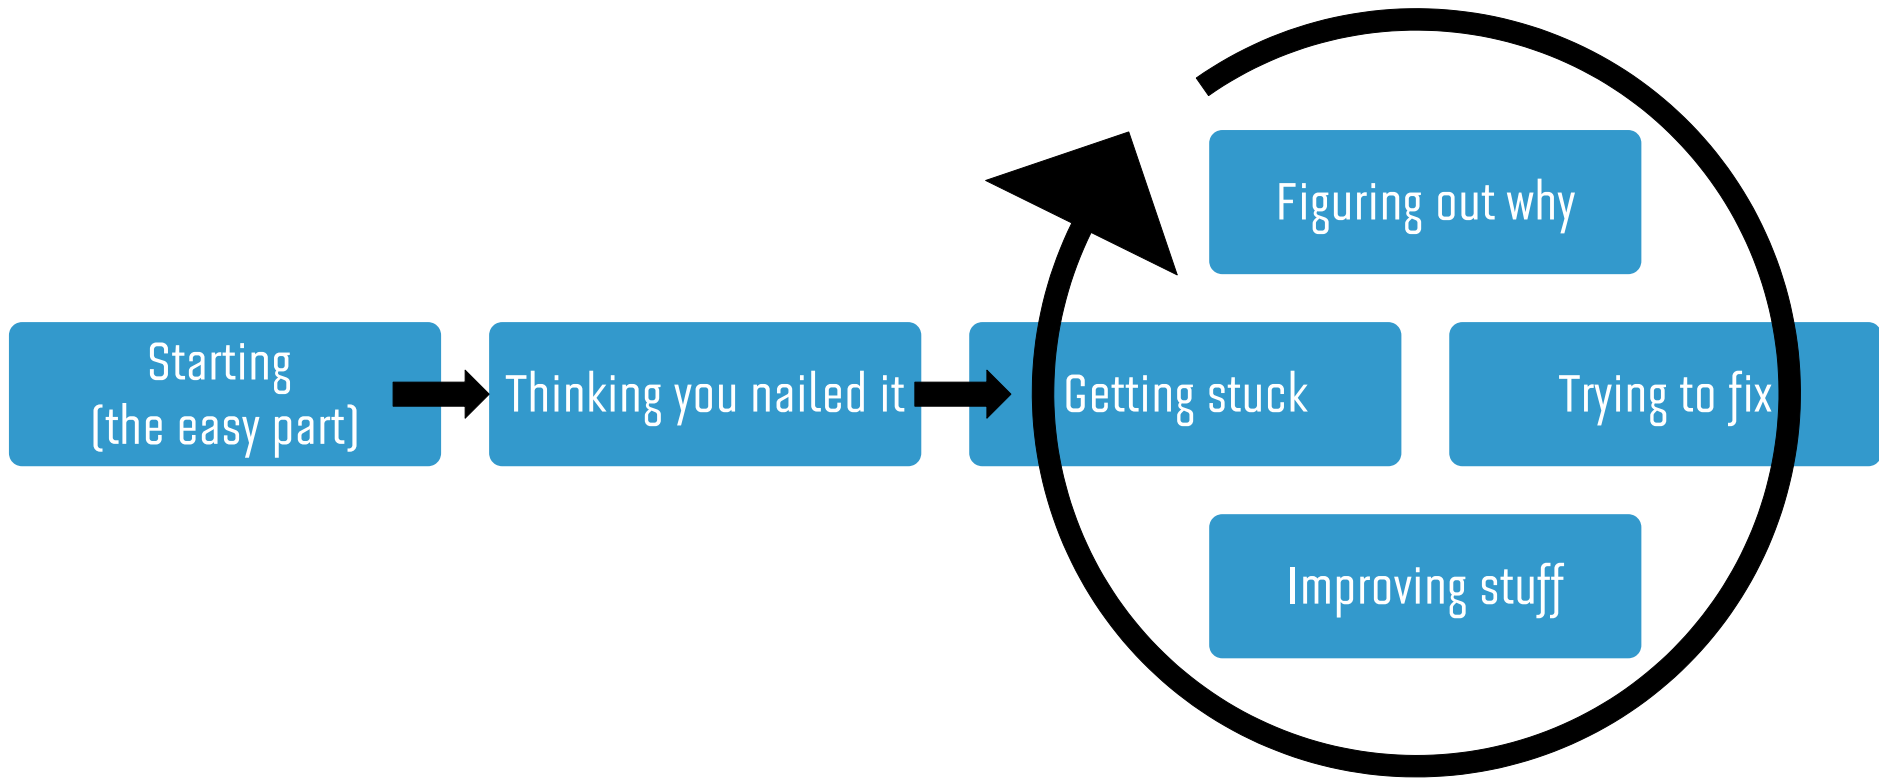 Figuring out why
Starting
(the easy part)
Thinking you nailed it
Getting stuck
Trying to fix
Improving stuff